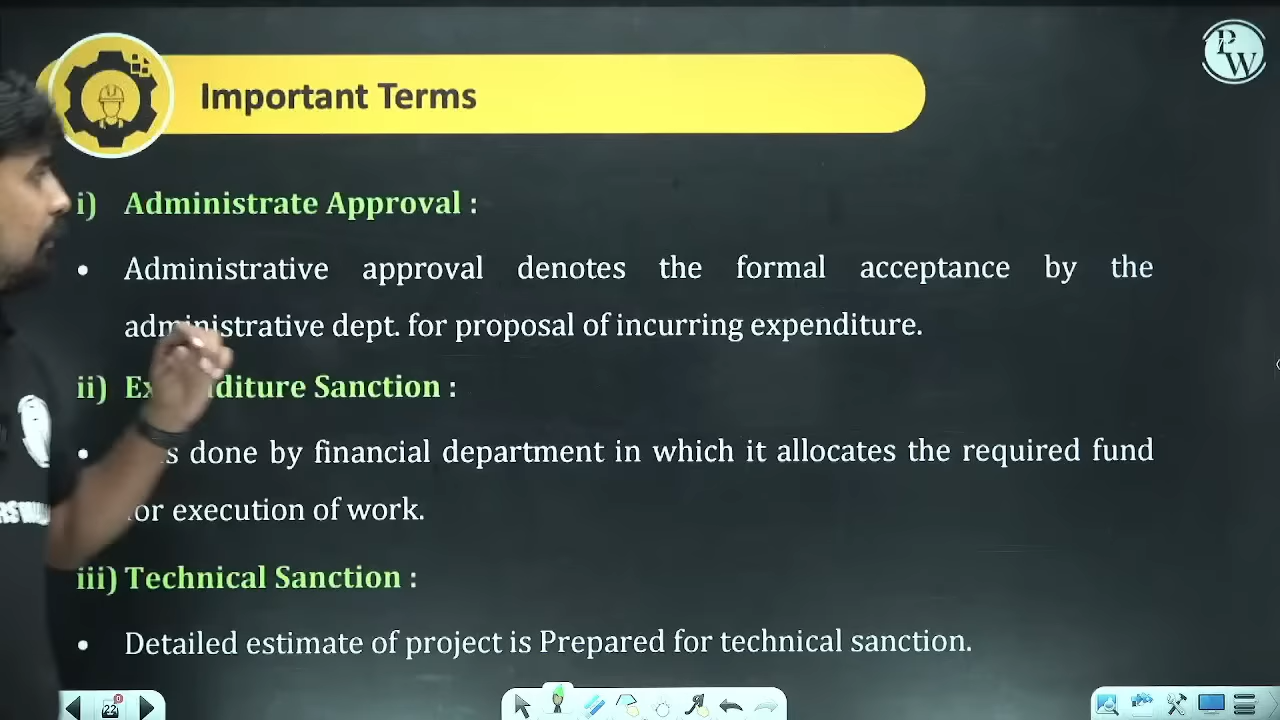 Important Terms
PW
i) Administrate Approval :
• Administrative approval denotes the formal acceptance by the
administrative dept. for proposal of incurring expenditure.
ii) Sanction :
• done by financial department in which it allocates the required fund
execution of work.
iii) Technical Sanction :
• Detailed estimate of project is Prepared for technical sanction.
22